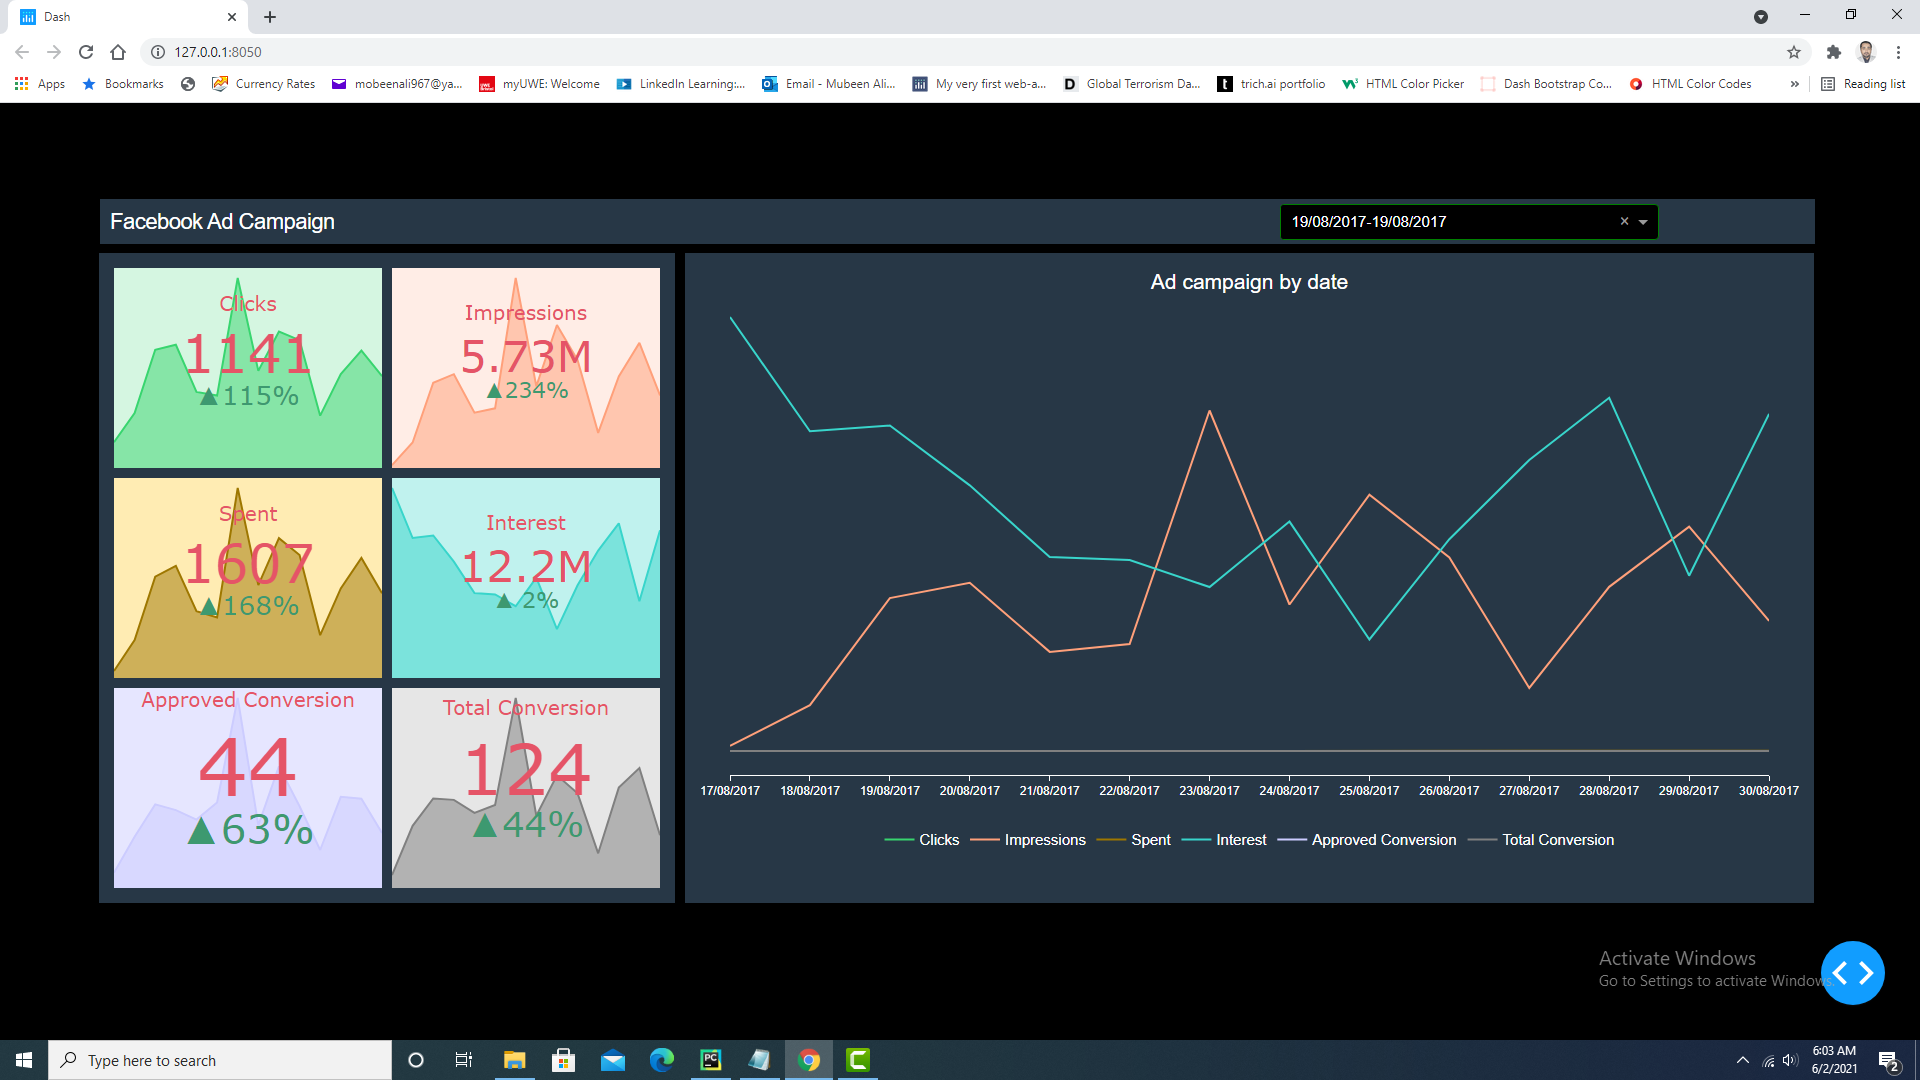 Dash
127.0.0.1:8050
Apps
Bookmarks
Currency Rates
mobeenali967@ya...
myUWE: Welcome
LinkedIn Learning:...
Email - Mubeen Ali...
My very first web-a...
D
Global Terrorism Da...
t
trich.ai portfolio
HTML Color Picker
Dash Bootstrap Co...
HTML Color Codes
»
Reading list
Facebook Ad Campaign
19/08/2017-19/08/2017
×
Clicks
1141
▲115%
Impressions
5.73M
▲234%
Spent
1607
▲168%
Interest
12.2M
▲ 2%
Approved Conversion
44
▲63%
Total Conversion
124
▲44%
Ad campaign by date
17/08/2017 18/08/2017 19/08/2017 20/08/2017 21/08/2017 22/08/2017 23/08/2017 24/08/2017 25/08/2017 26/08/2017 27/08/2017 28/08/2017 29/08/2017 30/08/2017
Clicks Impressions Spent Interest Approved Conversion Total Conversion
Activate Windows
Go to Settings to activate Windows.
Type here to search
PC
6:03 AM
6/2/2021
2